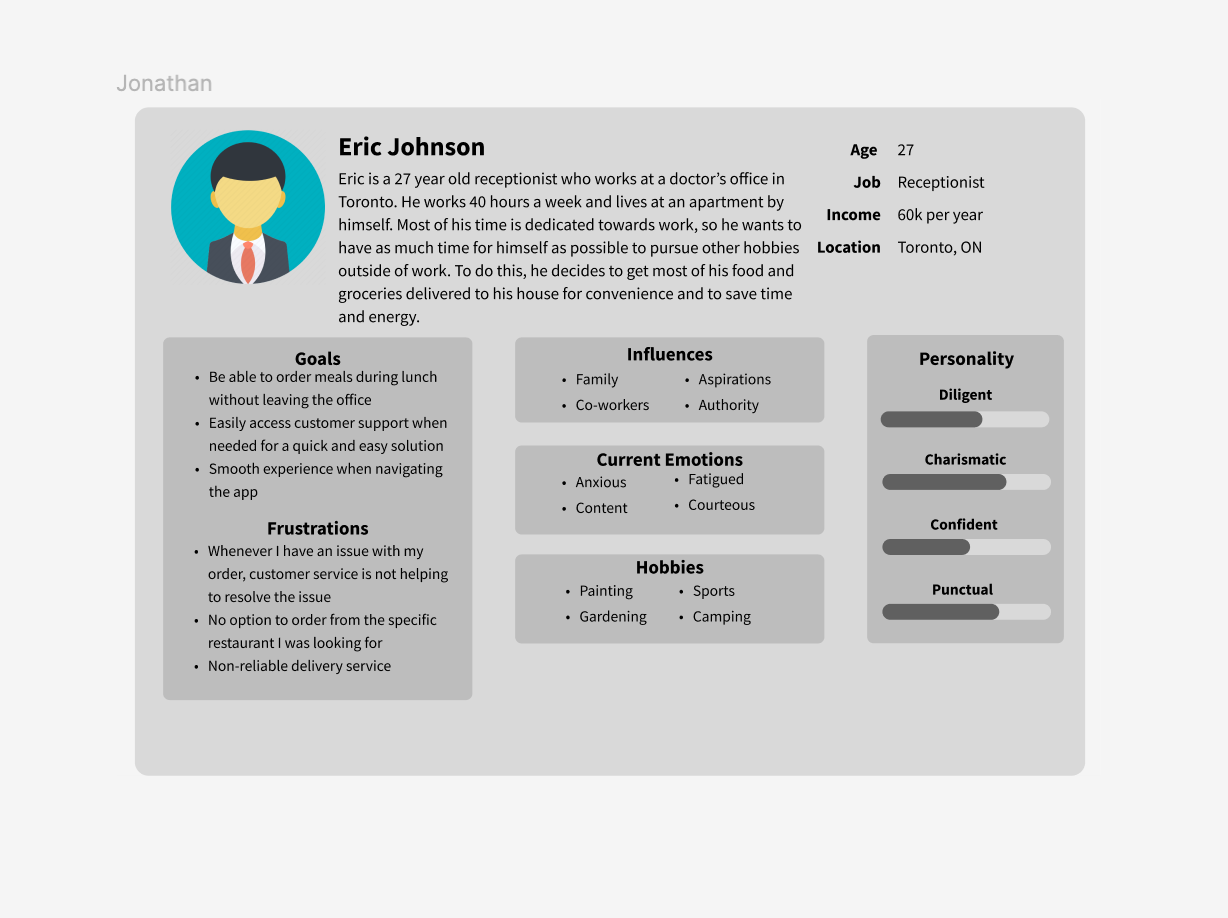 Jonathan
Eric Johnson
Eric is a 27 year old receptionist who works at a doctor’s office in
Toronto. He works 40 hours a week and lives at an apartment by
himself. Most of his time is dedicated towards work, so he wants to
have as much time for himself as possible to pursue other hobbies
outside of work. To do this, he decides to get most of his food and
groceries delivered to his house for convenience and to save time
and energy.
Age 27
Job Receptionist
Income 60k per year
Location Toronto, ON
Goals
• Be able to order meals during lunch
without leaving the office
• Easily access customer support when
needed for a quick and easy solution
• Smooth experience when navigating
the app
Frustrations
• Whenever I have an issue with my
order, customer service is not helping
to resolve the issue
• No option to order from the specific
restaurant I was looking for
• Non-reliable delivery service
Influences
• Family • Aspirations
• Co-workers • Authority
Current Emotions
• Anxious • Fatigued
• Content • Courteous
Hobbies
• Painting • Sports
• Gardening • Camping
Personality
Diligent
Charismatic
Confident
Punctual